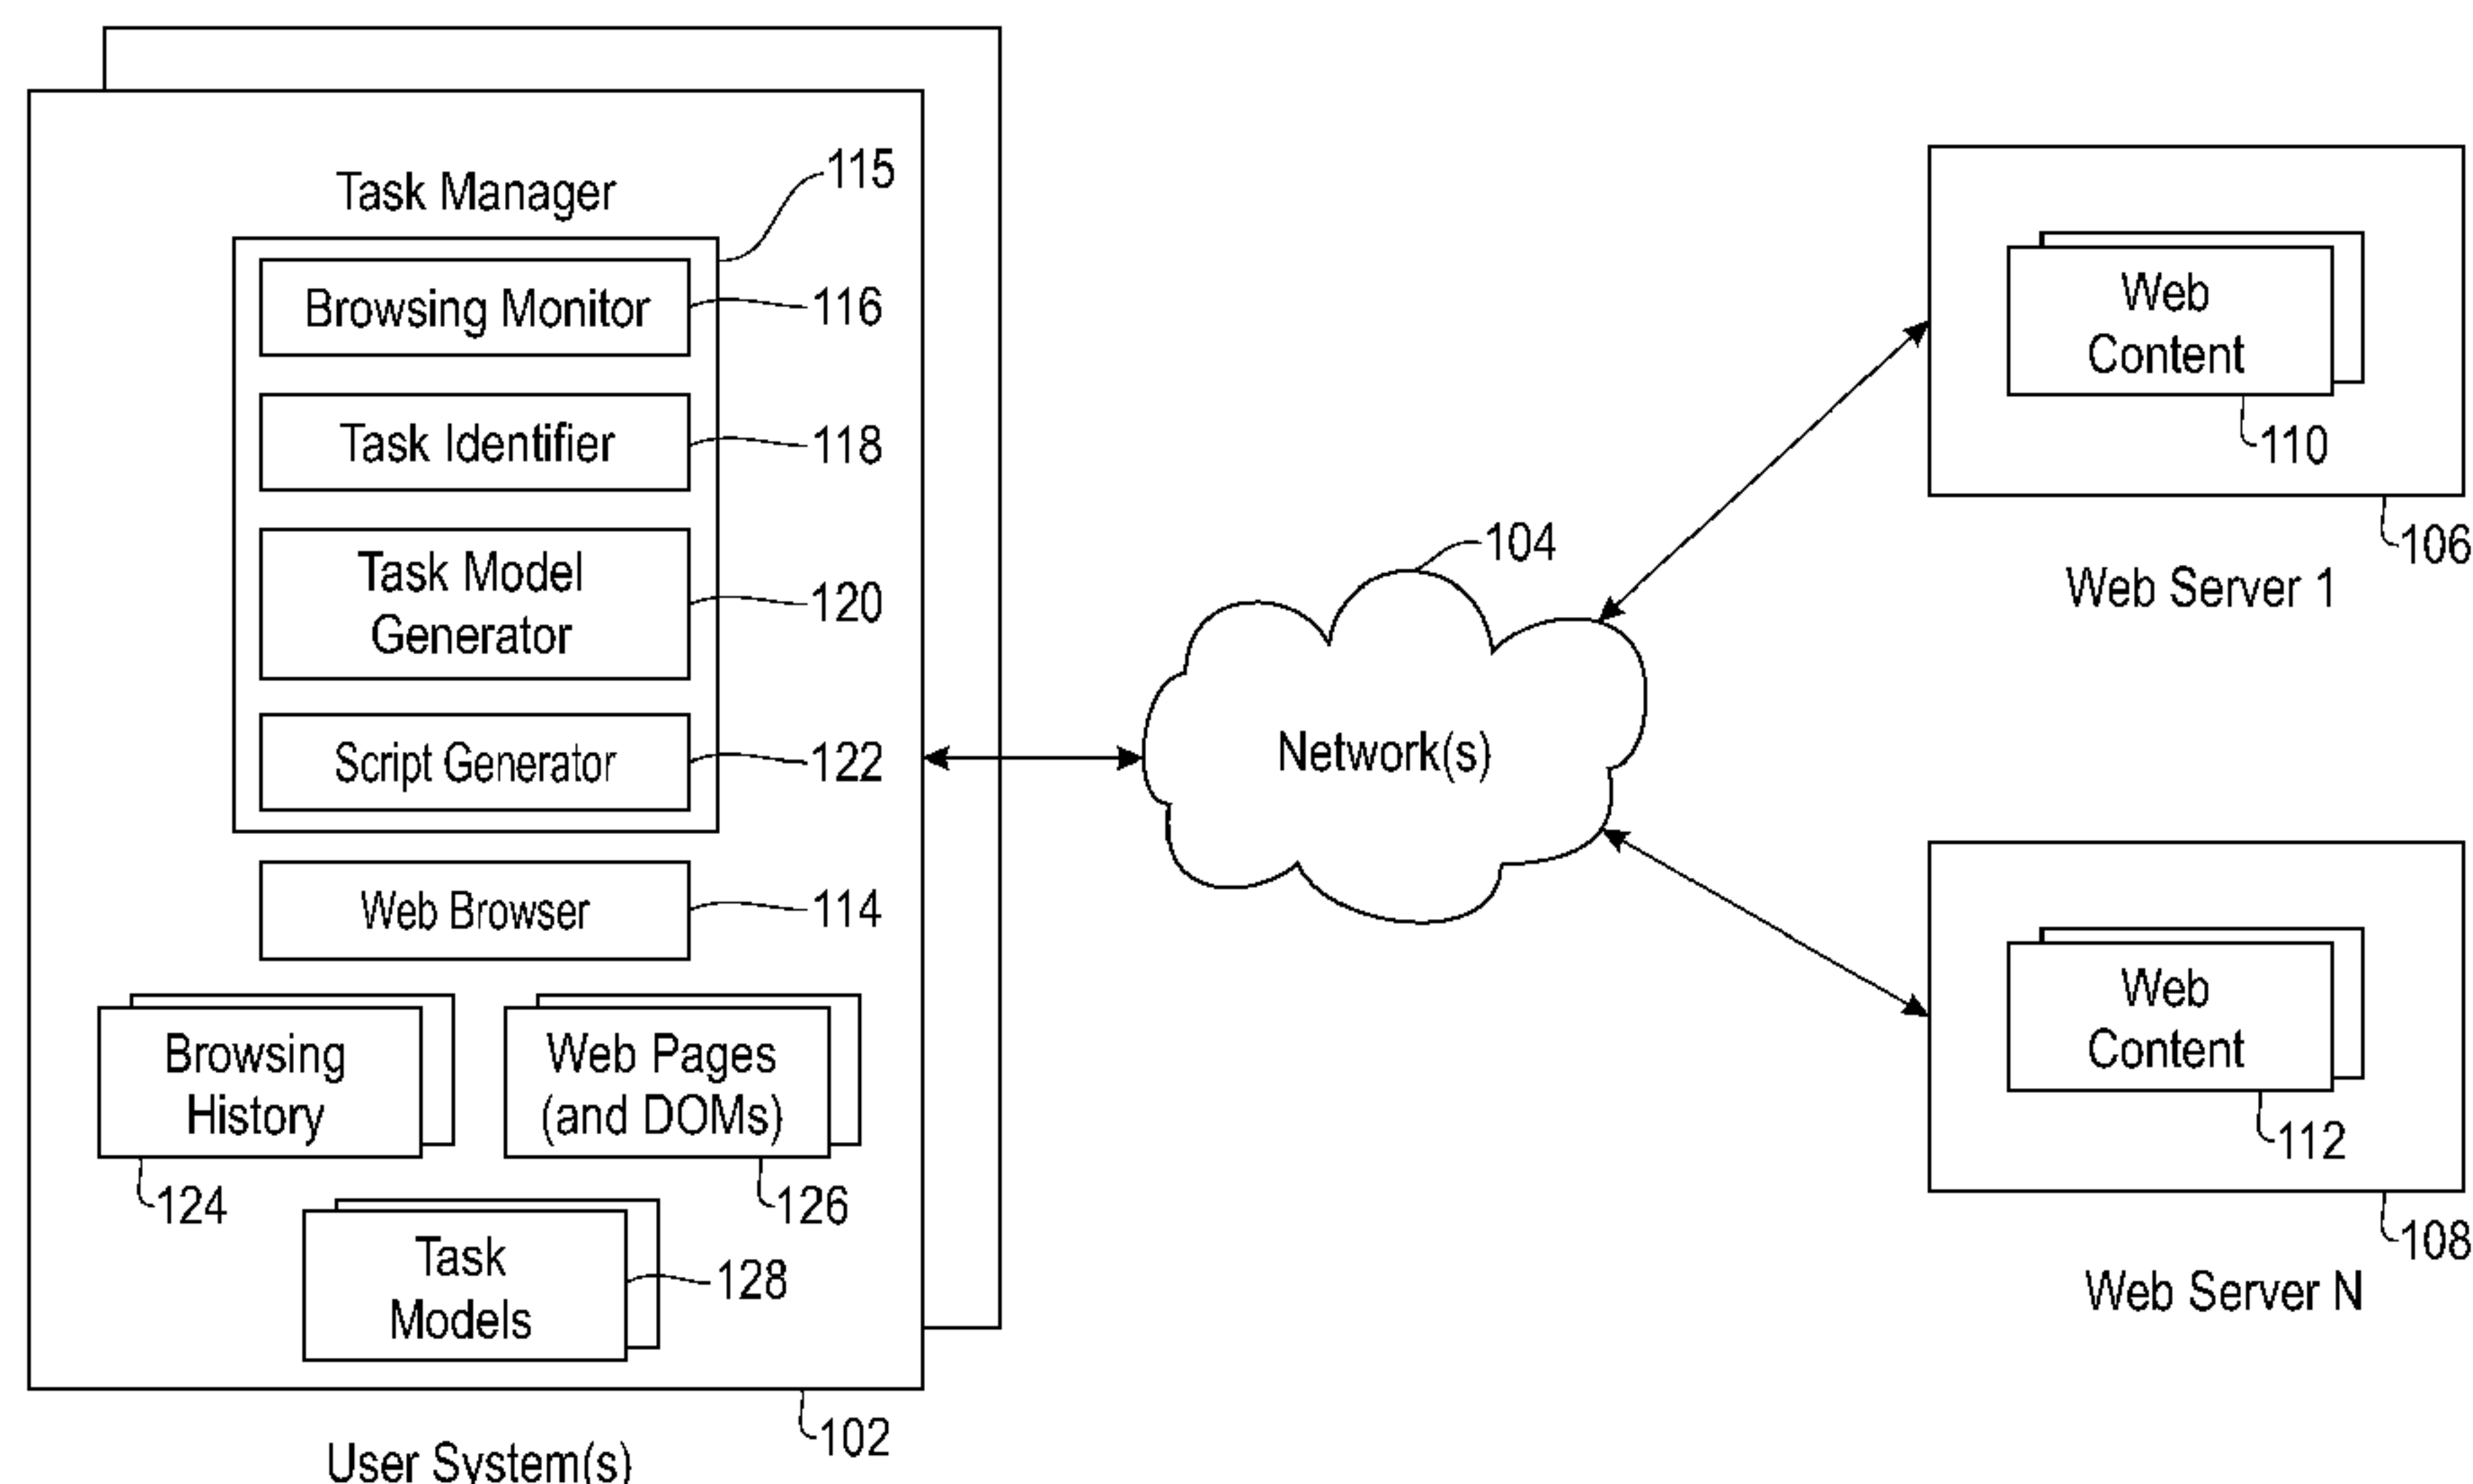 Task Manager
115
Browsing Monitor
116
Task Identifier
118
Task Model
Generator
120
Script Generator
122
Web Browser
114
Browsing
History
124
Web Pages
(and DOMs)
126
Task
Models
128
102
User System(s)
104
Network(s)
Web
Content
110
106
Web Server 1
Web
Content
112
108
Web Server N